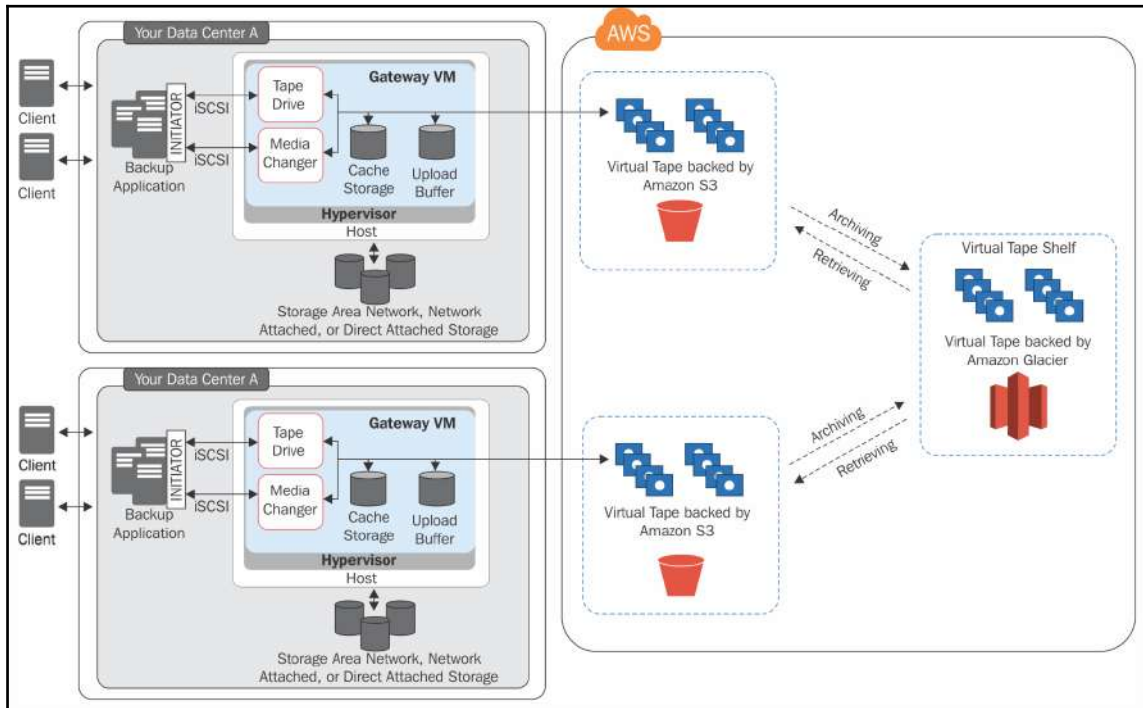 Your Data Center A
AWS
Client
Client
Backup
Application
INITIATOR
iSCSI
iSCSI
Tape
Drive
Media
Changer
Gateway VM
Cache
Storage
Upload
Buffer
Hypervisor
Host
Storage Area Network, Network
Attached, or Direct Attached Storage
Virtual Tape backed by
Amazon S3
Archiving
Retrieving
Virtual Tape Shelf
Virtual Tape backed by
Amazon Glacier
Your Data Center A
Client
Client
Backup
Application
INITIATOR
iSCSI
iSCSI
Tape
Drive
Media
Changer
Gateway VM
Cache
Storage
Upload
Buffer
Hypervisor
Host
Storage Area Network, Network
Attached, or Direct Attached Storage
Virtual Tape backed by
Amazon S3
Archiving
Retrieving